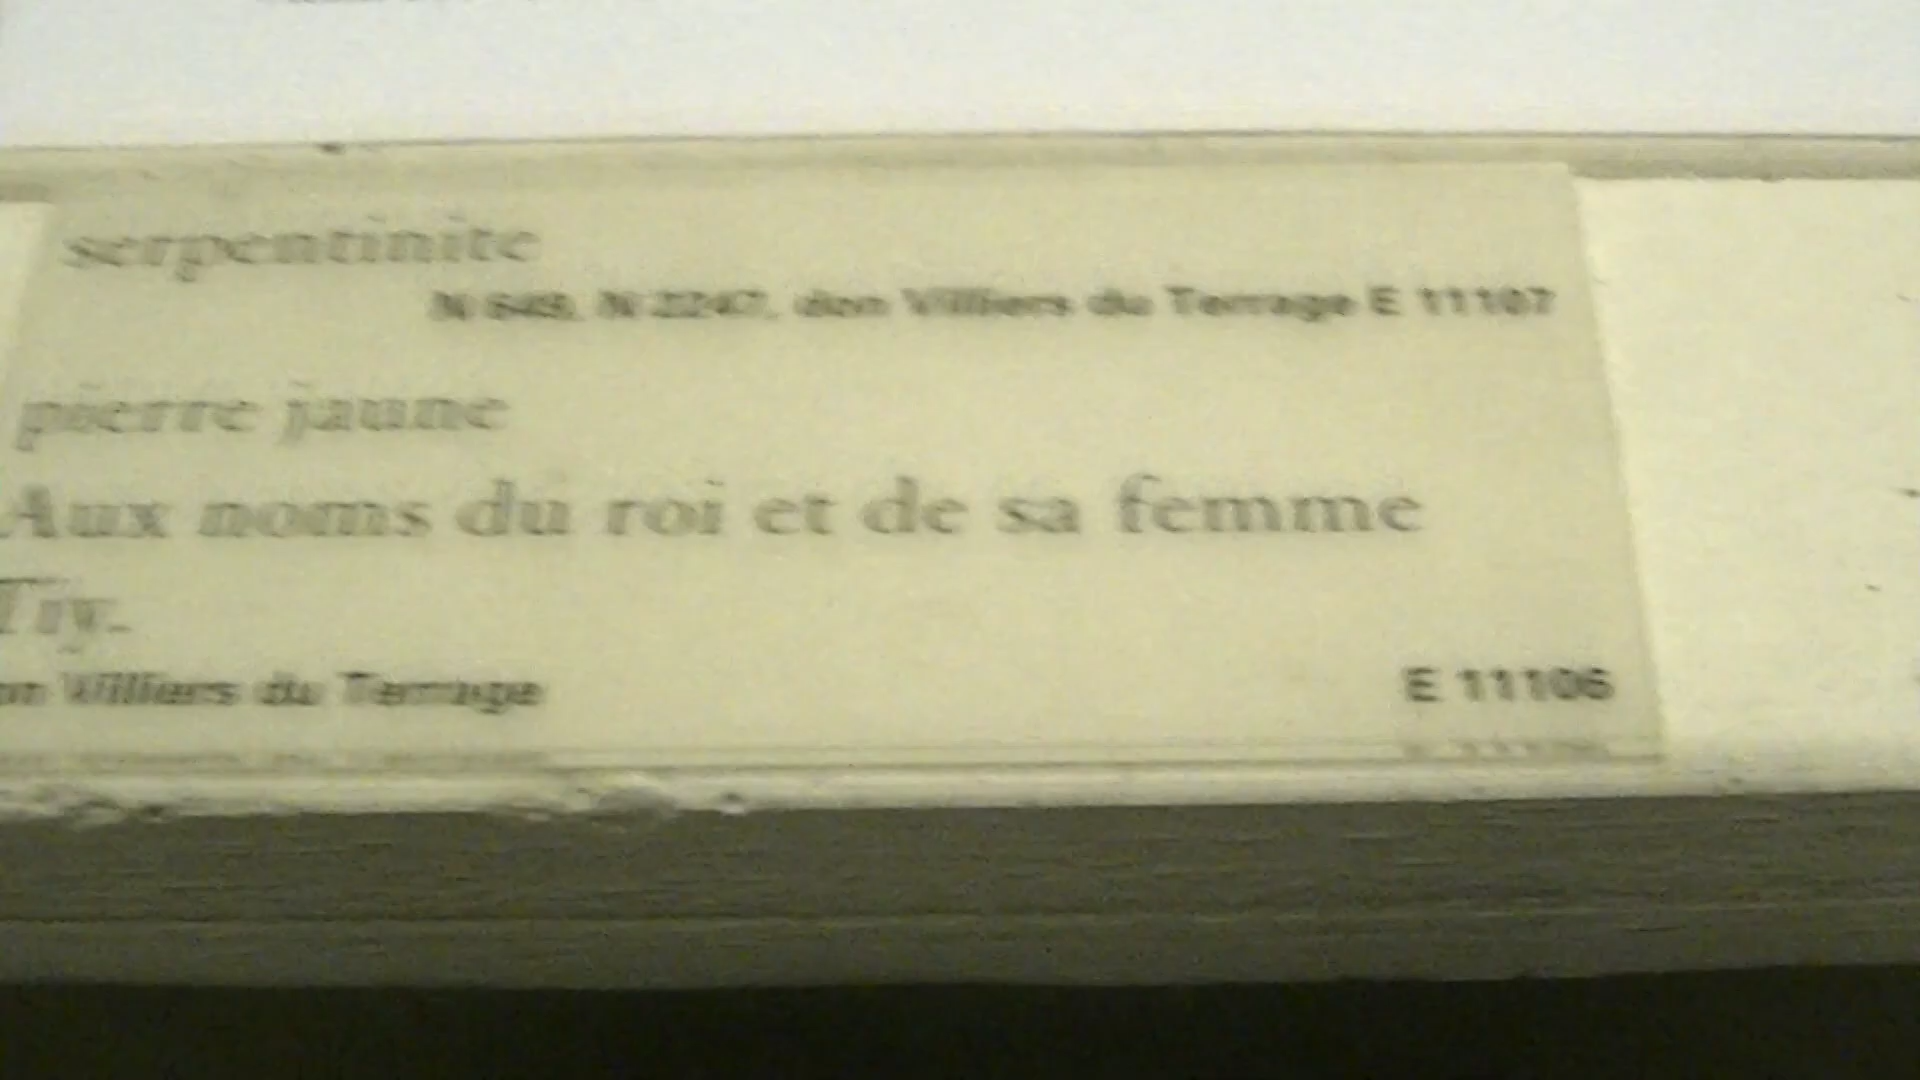 serpentinite
N 649, N 2247, don Villiers du Terrage E 11107
pierre jaune
Aux noms du roi et de sa femme
Tiy.
Villiers du Terrage E 11106